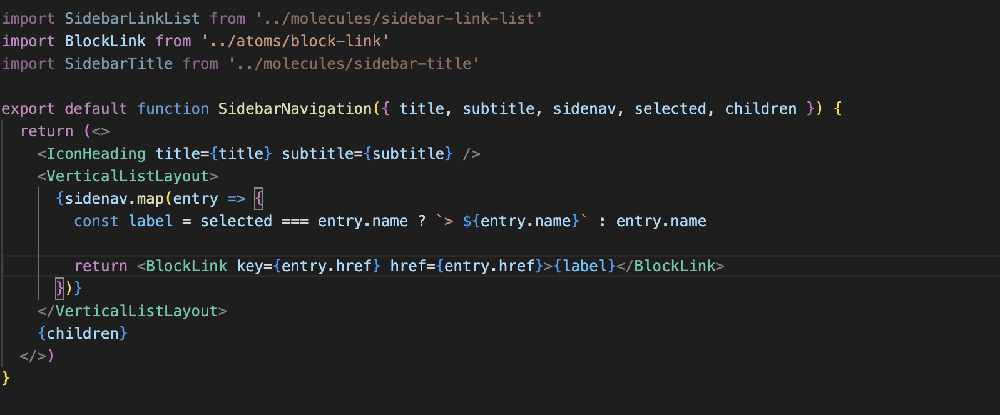 import SidebarLinkList from '../molecules/sidebar-link-list'
import BlockLink from '../atoms/block-link'
import SidebarTitle from '../molecules/sidebar-title'
export default function SidebarNavigation({ title, subtitle, sidenav, selected, children }) {
return (<>
<IconHeading title={title} subtitle={subtitle} />
<VerticalListLayout>
{sidenav.map(entry => {
const label = selected === entry.name ? `> ${entry.name}` : entry.name
return <BlockLink key={entry.href} href={entry.href}>{label}</BlockLink>
})}
</VerticalListLayout>
{children}
</>)
}